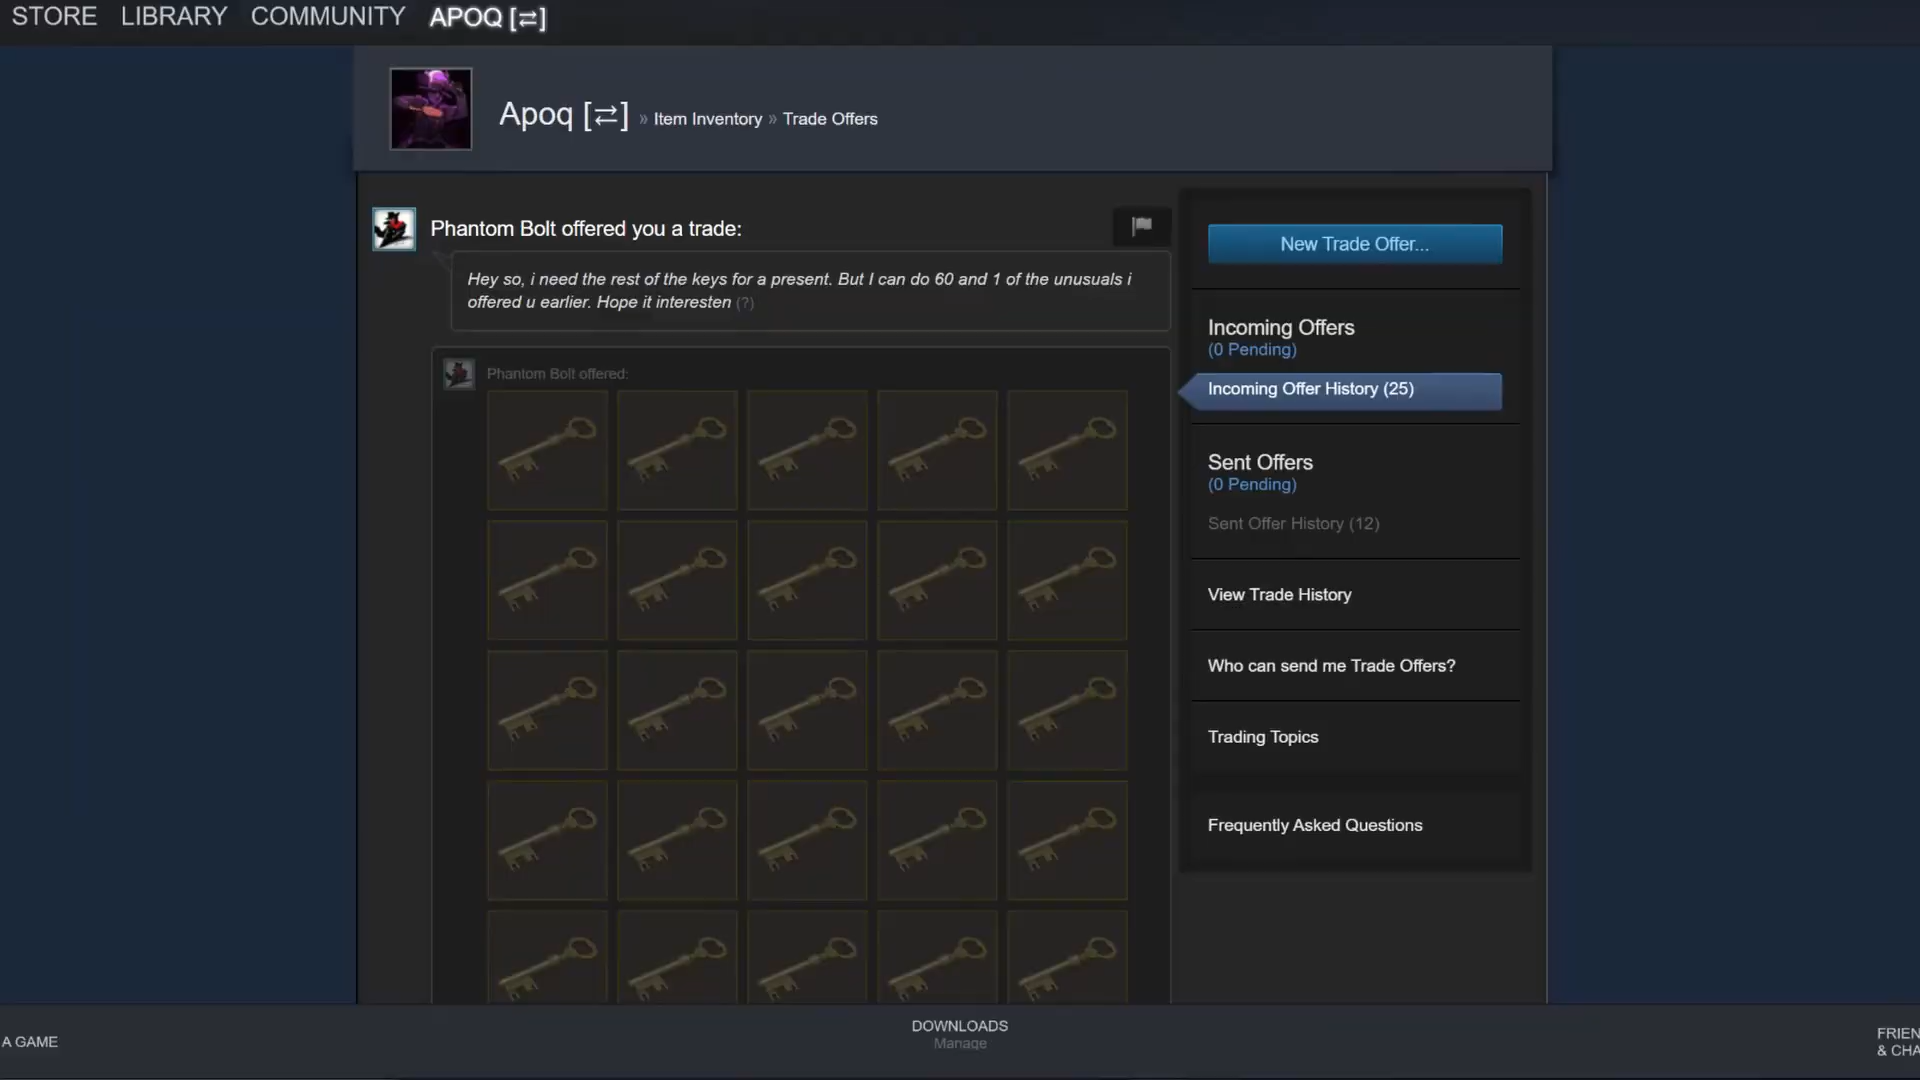 STORE LIBRARY COMMUNITY APOQ [⇄]
Apoq [⇄] » Item Inventory » Trade Offers
Phantom Bolt offered you a trade:
Hey so, i need the rest of the keys for a present. But I can do 60 and 1 of the unusuals i
offered u earlier. Hope it interesten (?)
Phantom Bolt offered:
New Trade Offer...
Incoming Offers
(0 Pending)
Incoming Offer History (25)
Sent Offers
(0 Pending)
Sent Offer History (12)
View Trade History
Who can send me Trade Offers?
Trading Topics
Frequently Asked Questions
A GAME
DOWNLOADS
Manage
FRIEN
& CHA